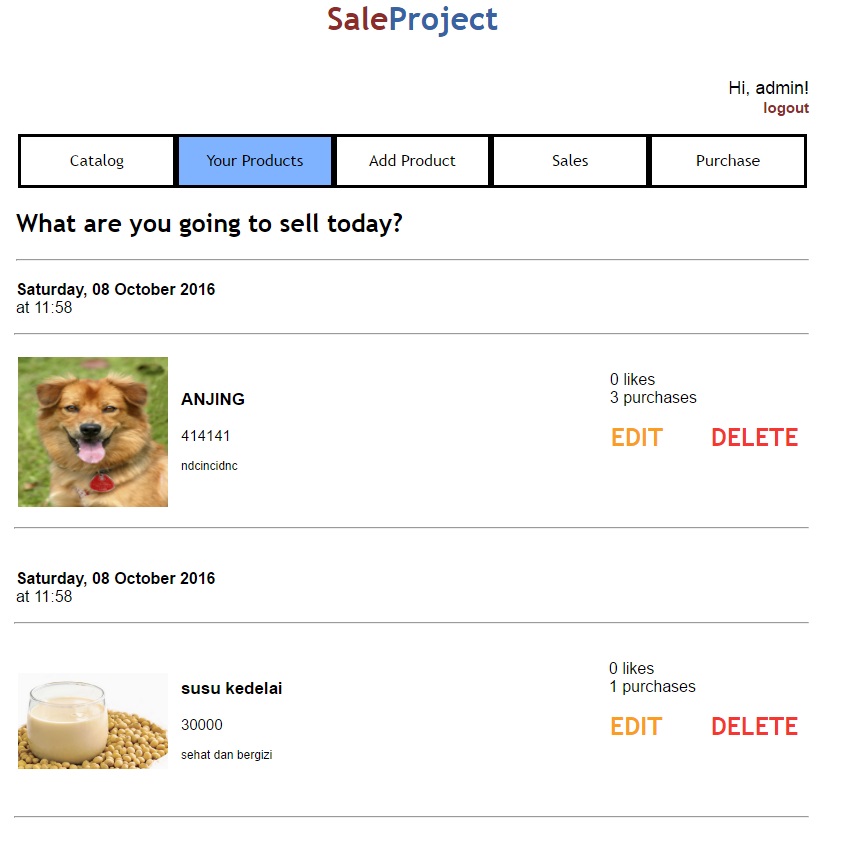 SaleProject
Hi, admin!
logout
Catalog
Your Products
Add Product
Sales
Purchase
What are you going to sell today?
Saturday, 08 October 2016
at 11:58
ANJING
414141
ndcincidnc
0 likes
3 purchases
EDIT
DELETE
Saturday, 08 October 2016
at 11:58
susu kedelai
30000
sehat dan bergizi
0 likes
1 purchases
EDIT
DELETE